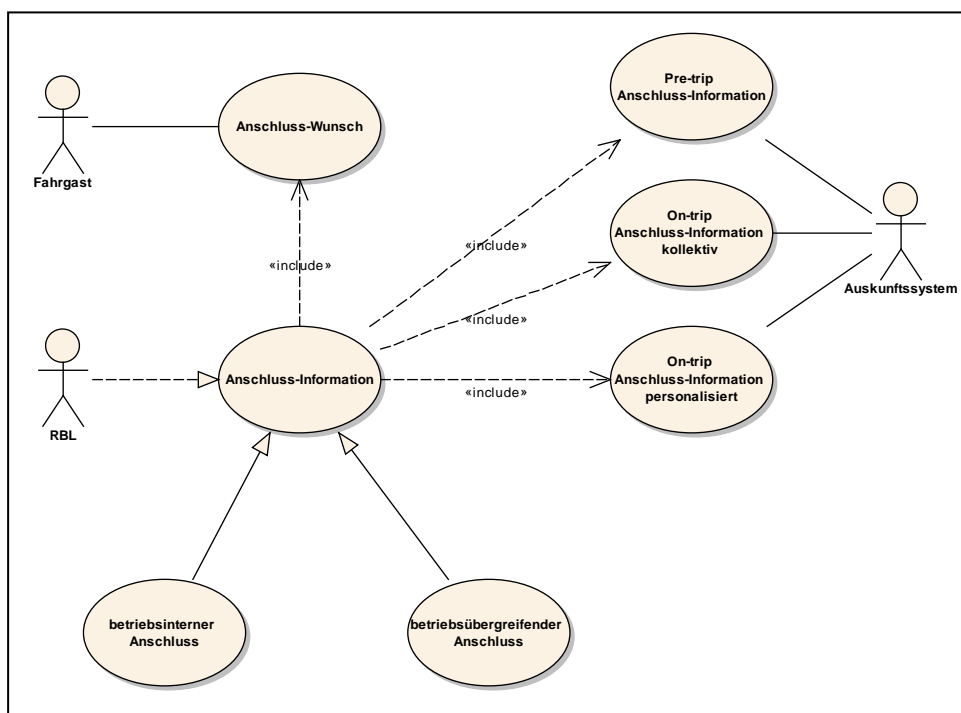 Pre-trip
Anschluss-Information
Anschluss-Wunsch
Fahrgast
On-trip
Anschluss-Information
kollektiv
«include»
«include»
Auskunftssystem
«include»
Anschluss-Information
On-trip
Anschluss-Information
personalisiert
«include»
RBL
betriebsinterner
Anschluss
betriebsübergreifender
Anschluss